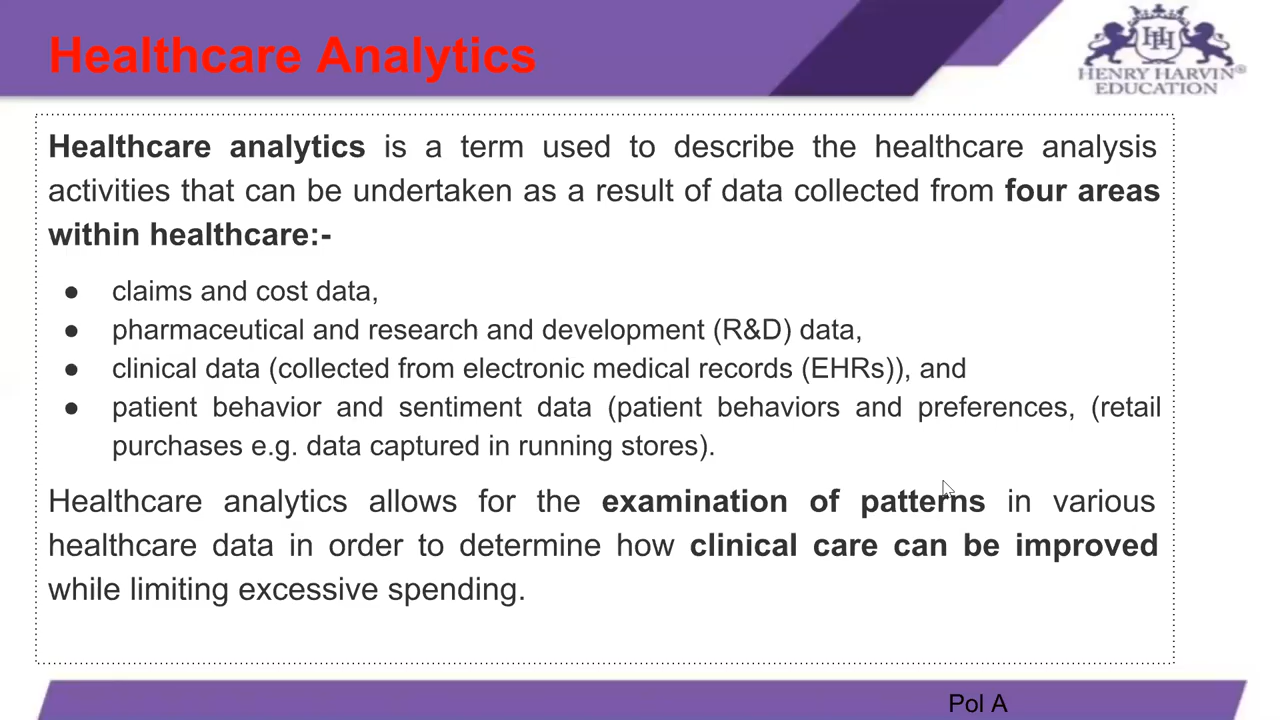 Healthcare Analytics
HENRY HARVIN®
EDUCATION
Healthcare analytics is a term used to describe the healthcare analysis
activities that can be undertaken as a result of data collected from four areas
within healthcare:-
● claims and cost data,
● pharmaceutical and research and development (R&D) data,
● clinical data (collected from electronic medical records (EHRs)), and
● patient behavior and sentiment data (patient behaviors and preferences, (retail
purchases e.g. data captured in running stores).
Healthcare analytics allows for the examination of patterns in various
healthcare data in order to determine how clinical care can be improved
while limiting excessive spending.
Pol A